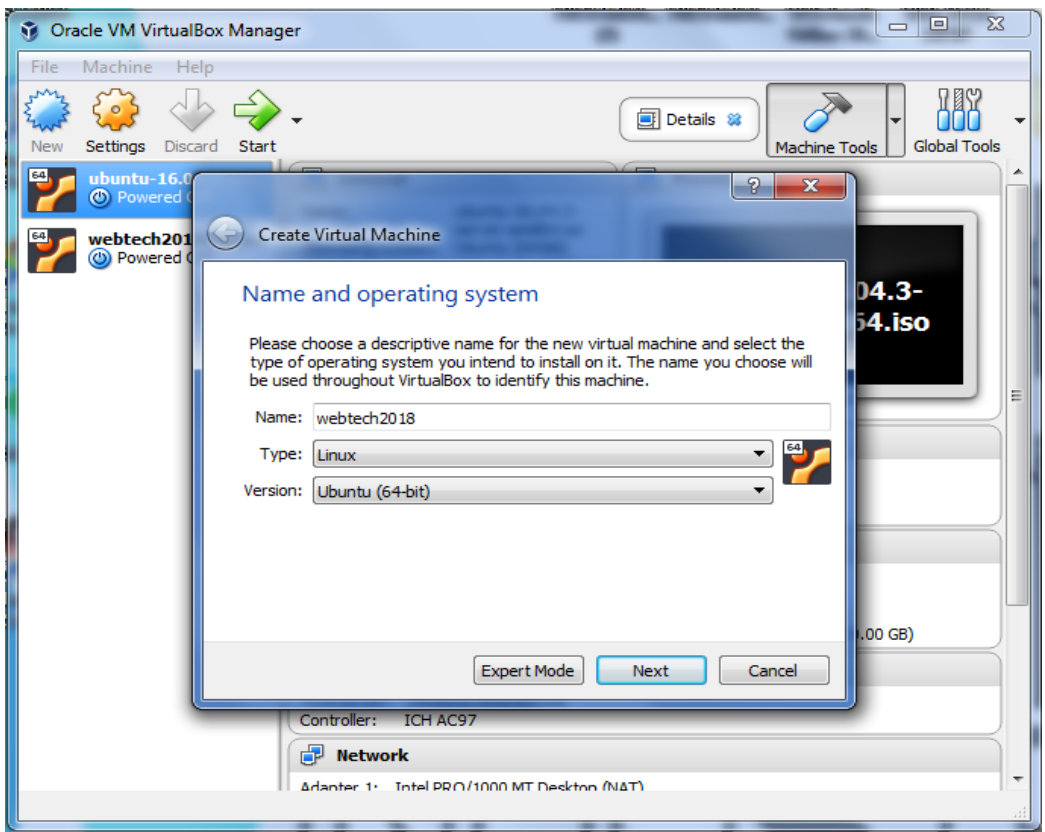 Oracle VM VirtualBox Manager
File Machine Help
New Settings Discard Start
Details
Machine Tools
Global Tools
64
ubuntu-16.0
Powered
64
webtech201
Powered
Create Virtual Machine
?
Name and operating system
Please choose a descriptive name for the new virtual machine and select the
type of operating system you intend to install on it. The name you choose will
be used throughout VirtualBox to identify this machine.
Name: webtech2018
Type: Linux
64
Version: Ubuntu (64-bit)
Expert Mode Next Cancel
04.3-
64.iso
.00 GB)
Controller: ICH AC97
Network
Adapter 1: Intel PRO/1000 MT Desktop (NAT)